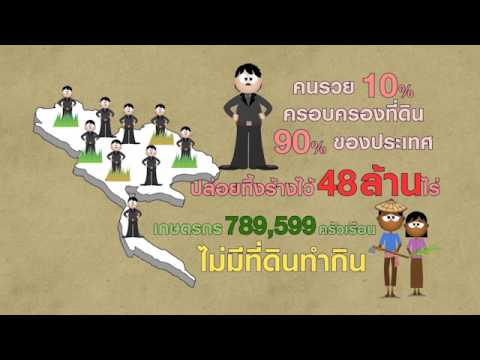 คนรวย 10%
ครอบครองที่ดิน
90% ของประเทศ
ปล่อยทิ้งร้างไว้ 48 ล้านไร่
เกษตรกร 789,599 ครัวเรือน
ไม่มีที่ดินทำกิน